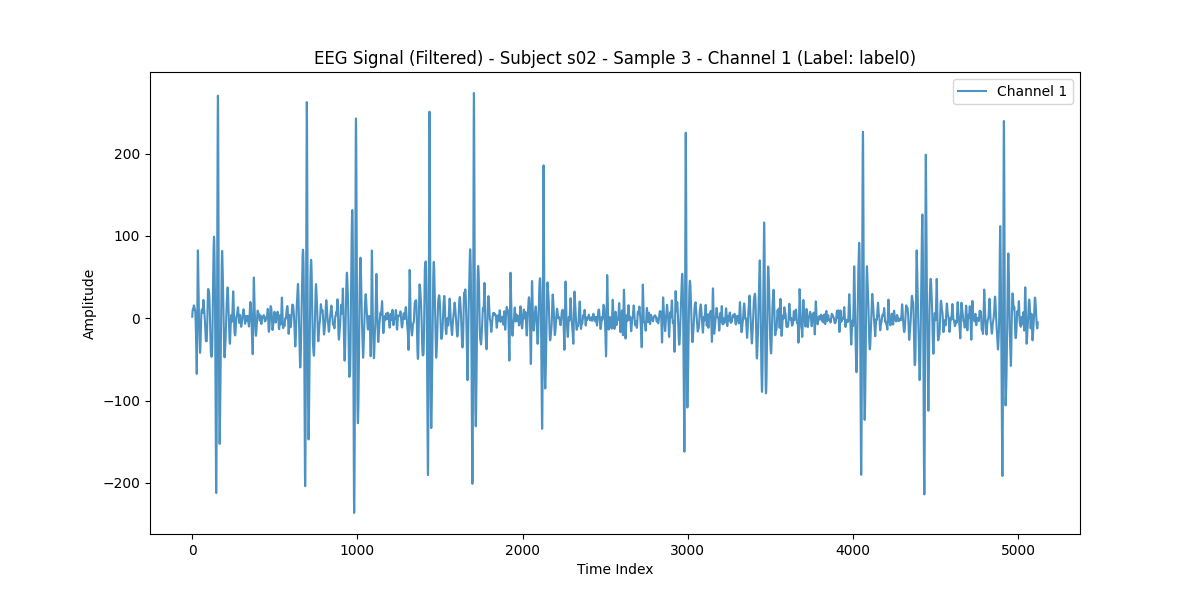 EEG Signal (Filtered) - Subject s02 - Sample 3 - Channel 1 (Label: label0)
Channel 1
Amplitude
200
100
0
−100
−200
0 1000 2000 3000 4000 5000
Time Index